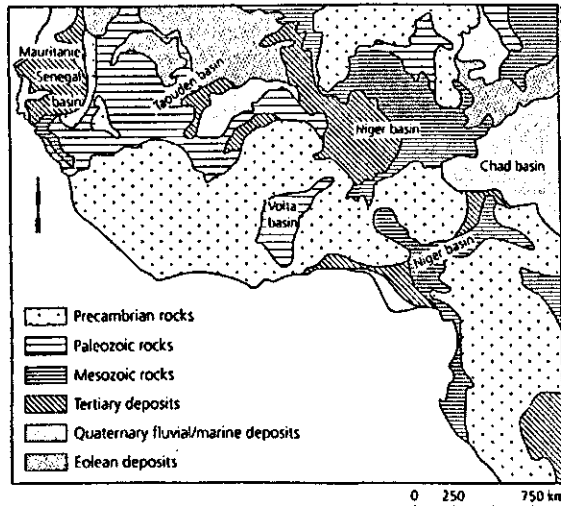 Mauritanie
Senegal
basin
Taouden basin
Niger basin
Chad basin
Volta
basin
Niger basin
Precambrian rocks
Paleozoic rocks
Mesozoic rocks
Tertiary deposits
Quaternary fluvial/marine deposits
Eolean deposits
0 250 750 km